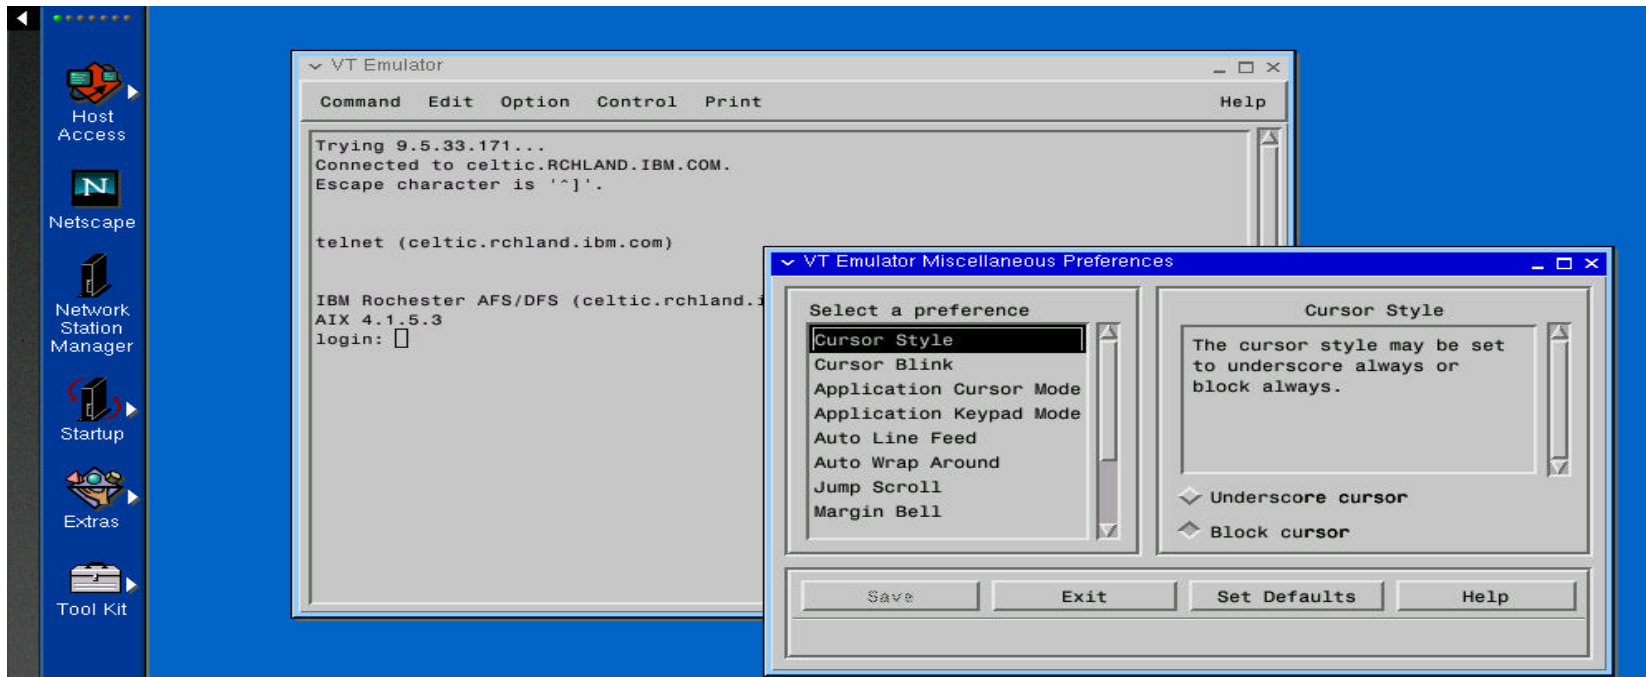 Host
Access
N
Netscape
Network
Station
Manager
Startup
Extras
Tool Kit
VT Emulator
Command Edit Option Control Print Help
Trying 9.5.33.171...
Connected to celtic.RCHLAND.IBM.COM.
Escape character is '^]'.
telnet (celtic.rchland.ibm.com)
IBM Rochester AFS/DFS (celtic.rchland.i
AIX 4.1.5.3
login:
VT Emulator Miscellaneous Preferences
Select a preference
Cursor Style
Cursor Blink
Application Cursor Mode
Application Keypad Mode
Auto Line Feed
Auto Wrap Around
Jump Scroll
Margin Bell
Cursor Style
The cursor style may be set
to underscore always or
block always.
Underscore cursor
Block cursor
Save Exit Set Defaults Help